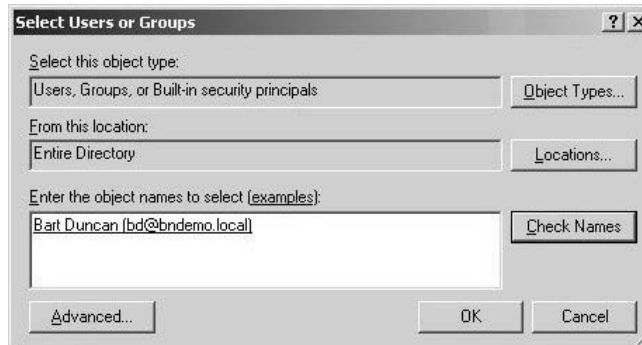 Select Users or Groups
Select this object type:
Users, Groups, or Built-in security principals
Object Types...
From this location:
Entire Directory
Locations...
Enter the object names to select (examples):
Bart Duncan (bd@bndemo.local)
Check Names
Advanced...
OK
Cancel